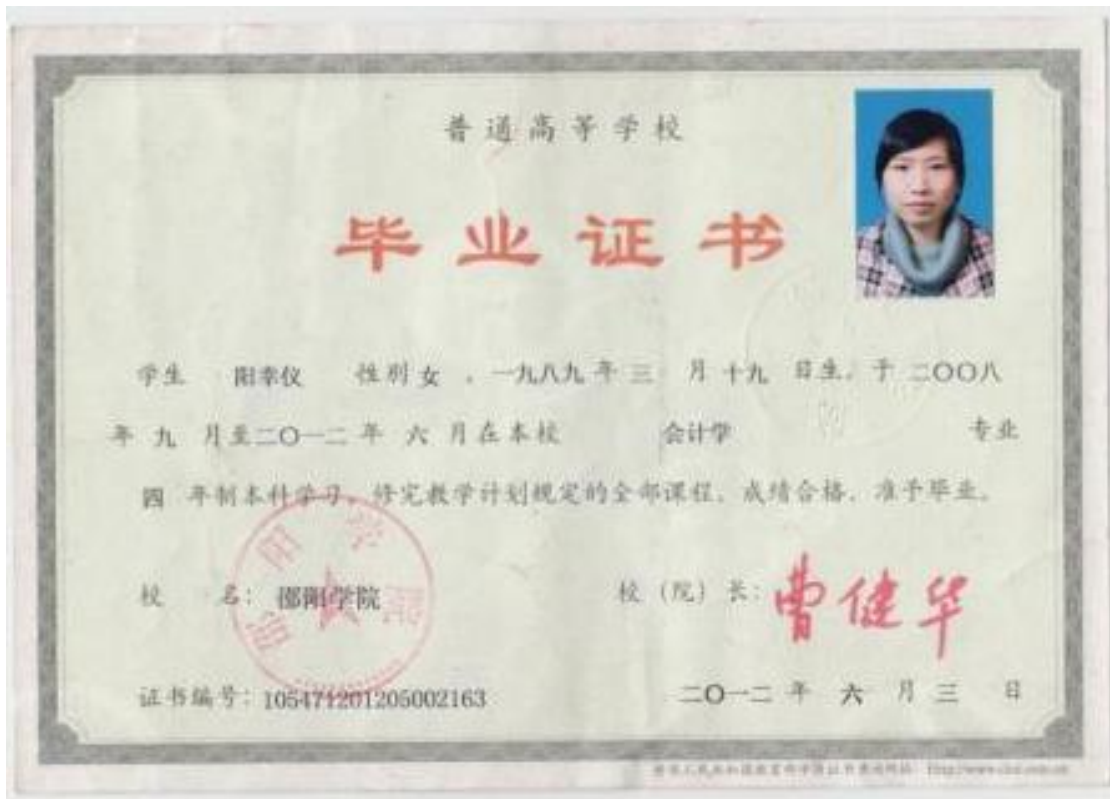 普通高等学校
毕业证书
学生 阳幸仪 性别 女 ，一九八九 年 三 月 十九 日生，于 二〇〇八
年 九 月至二〇一二 年 六 月在本校 会计学 专业
四 年制本科学习，修完教学计划规定的全部课程，成绩合格，准予毕业。
校 名：邵阳学院
校（院）长：曹健华
证书编号：105471201205002163
二〇一二 年 六 月 三 日